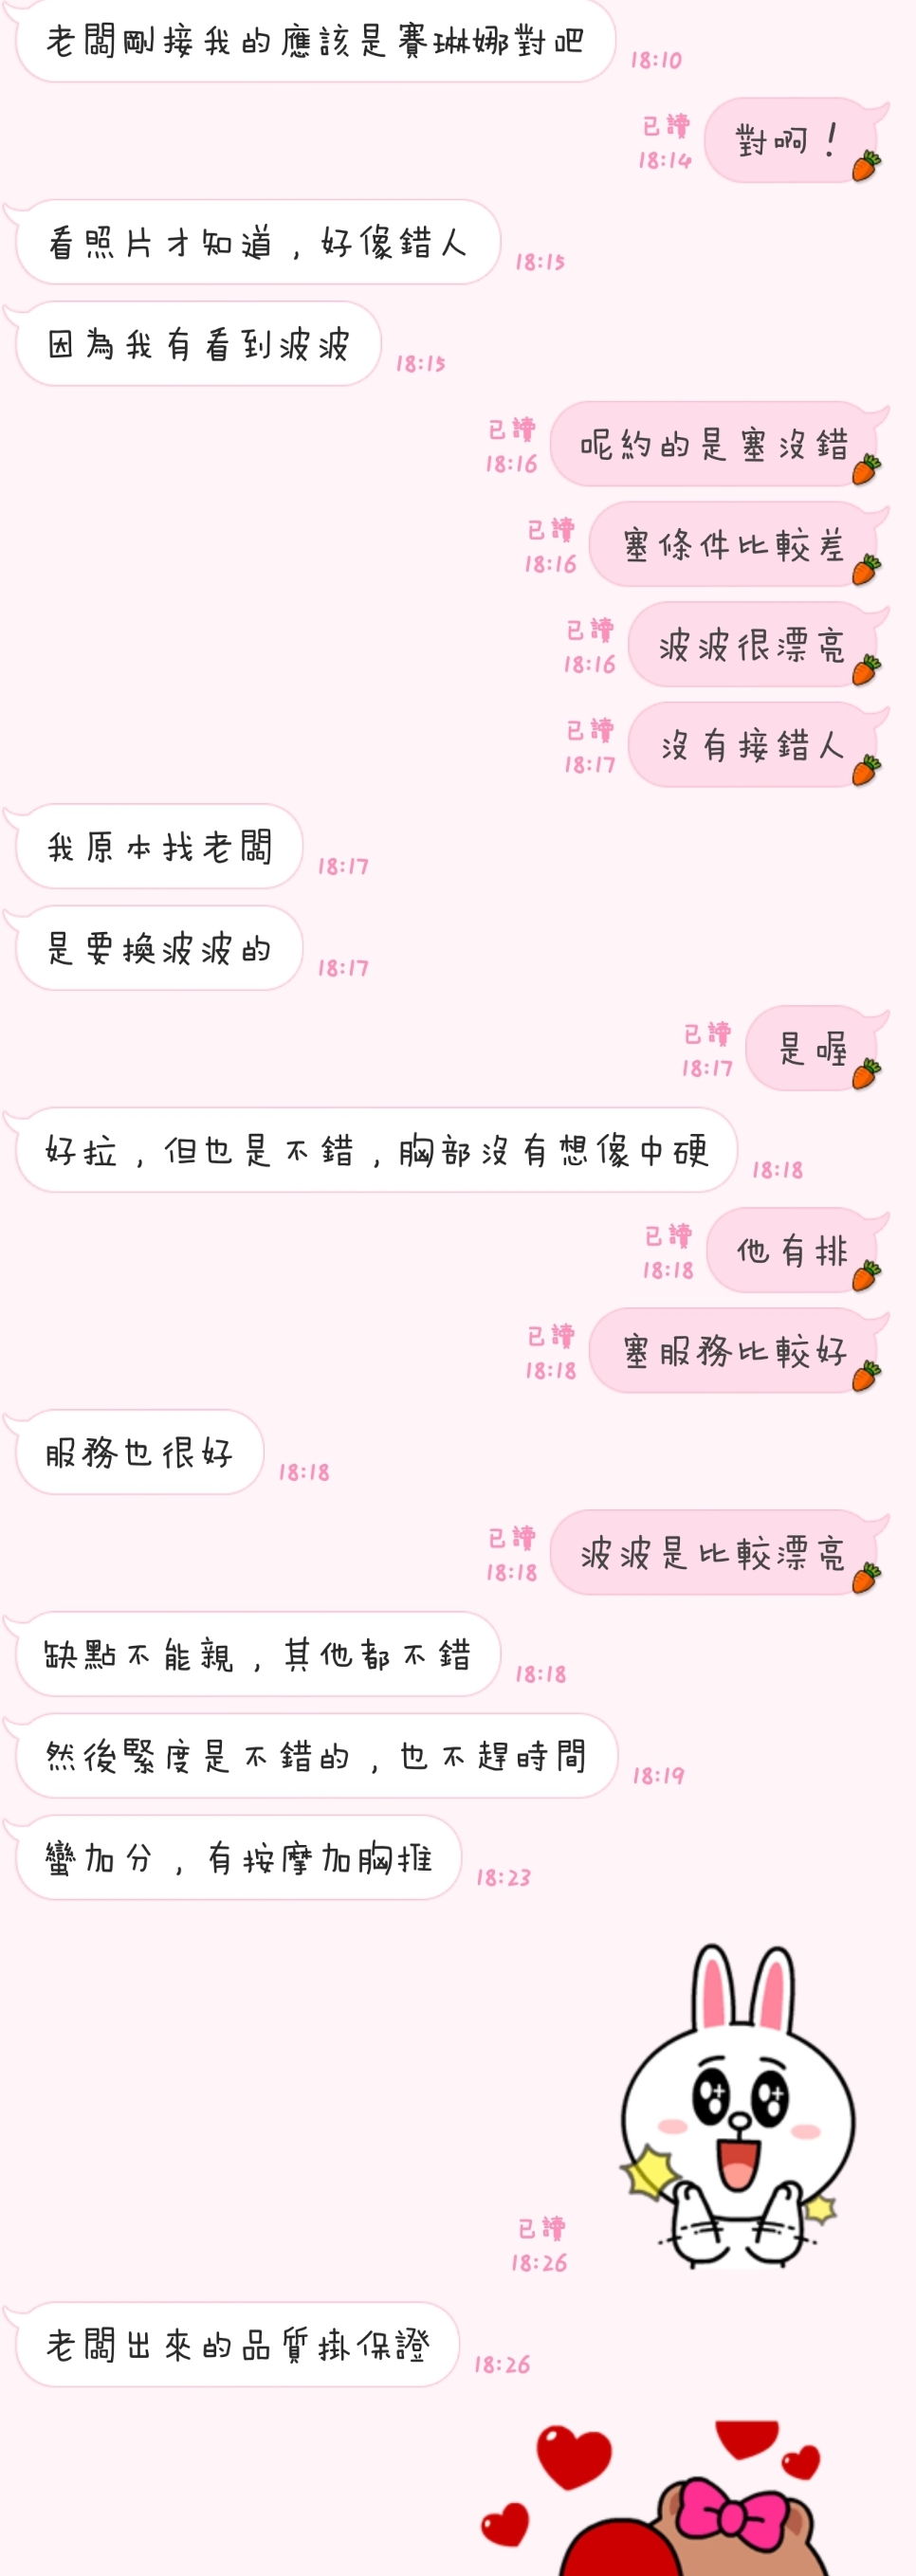 老闆剛接我的應該是賽琳娜對吧
18:10
已讀
18:14
對啊！
看照片才知道，好像錯人
18:15
因為我有看到波波
18:15
已讀
18:16
呢約的是塞沒錯
已讀
18:16
塞條件比較差
已讀
18:16
波波很漂亮
已讀
18:17
沒有接錯人
我原本找老闆
18:17
是要換波波的
18:17
已讀
18:17
是喔
好拉，但也是不錯，胸部沒有想像中硬
18:18
已讀
18:18
他有排
已讀
18:18
塞服務比較好
服務也很好
18:18
已讀
18:18
波波是比較漂亮
缺點不能親，其他都不錯
18:18
然後緊度是不錯的，也不趕時間
18:19
蠻加分，有按摩加胸推
18:23
已讀
18:26
老闆出來的品質掛保證
18:26